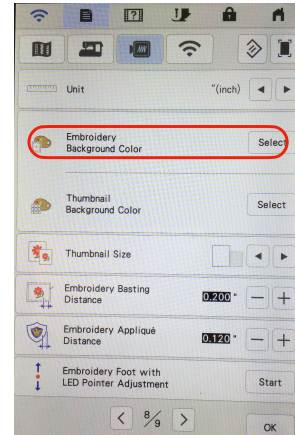 Unit
"(inch)
Embroidery
Background Color
Select
Thumbnail
Background Color
Select
Thumbnail Size
Embroidery Basting
Distance
0.200 "
Embroidery Appliqué
Distance
0.120 "
Embroidery Foot with
LED Pointer Adjustment
Start
8/9
OK